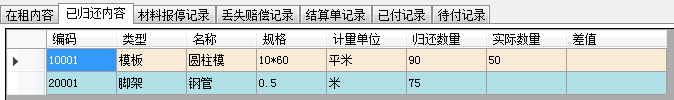 在租内容 已归还内容 材料报停记录 丢失赔偿记录 结算单记录 已付记录 待付记录
编码 类型 名称 规格 计量单位 归还数量 实际数量 差值
10001 模板 圆柱模 10*60 平米 90 50
20001 脚架 钢管 0.5 米 75